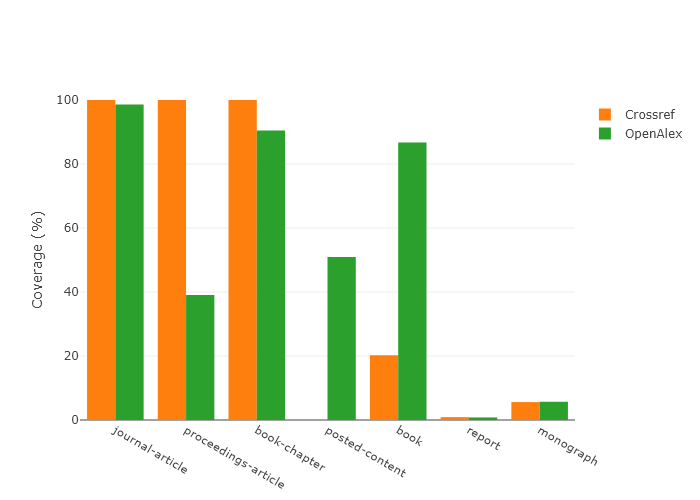 100
80
60
40
20
0
Coverage (%)
journal-article
proceedings-article
book-chapter
posted-content
book
report
monograph
Crossref
OpenAlex